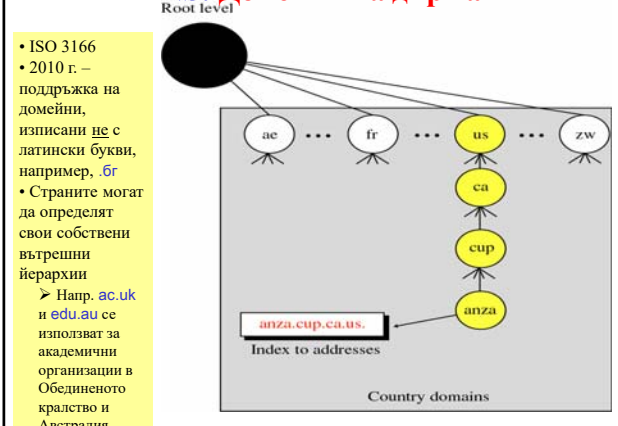 Root level
• ISO 3166
• 2010 г. –
поддръжка на
домейни,
изписани не с
латински букви,
например, .бг
• Страните могат
да определят
свои собствени
вътрешни
йерархии
➢ Напр. ac.uk
и edu.au се
използват за
академични
организации в
Обединеното
кралство и
Австралия
ae ••• fr ••• us ••• zw
ca
cup
anza
anza.cup.ca.us.
Index to addresses
Country domains